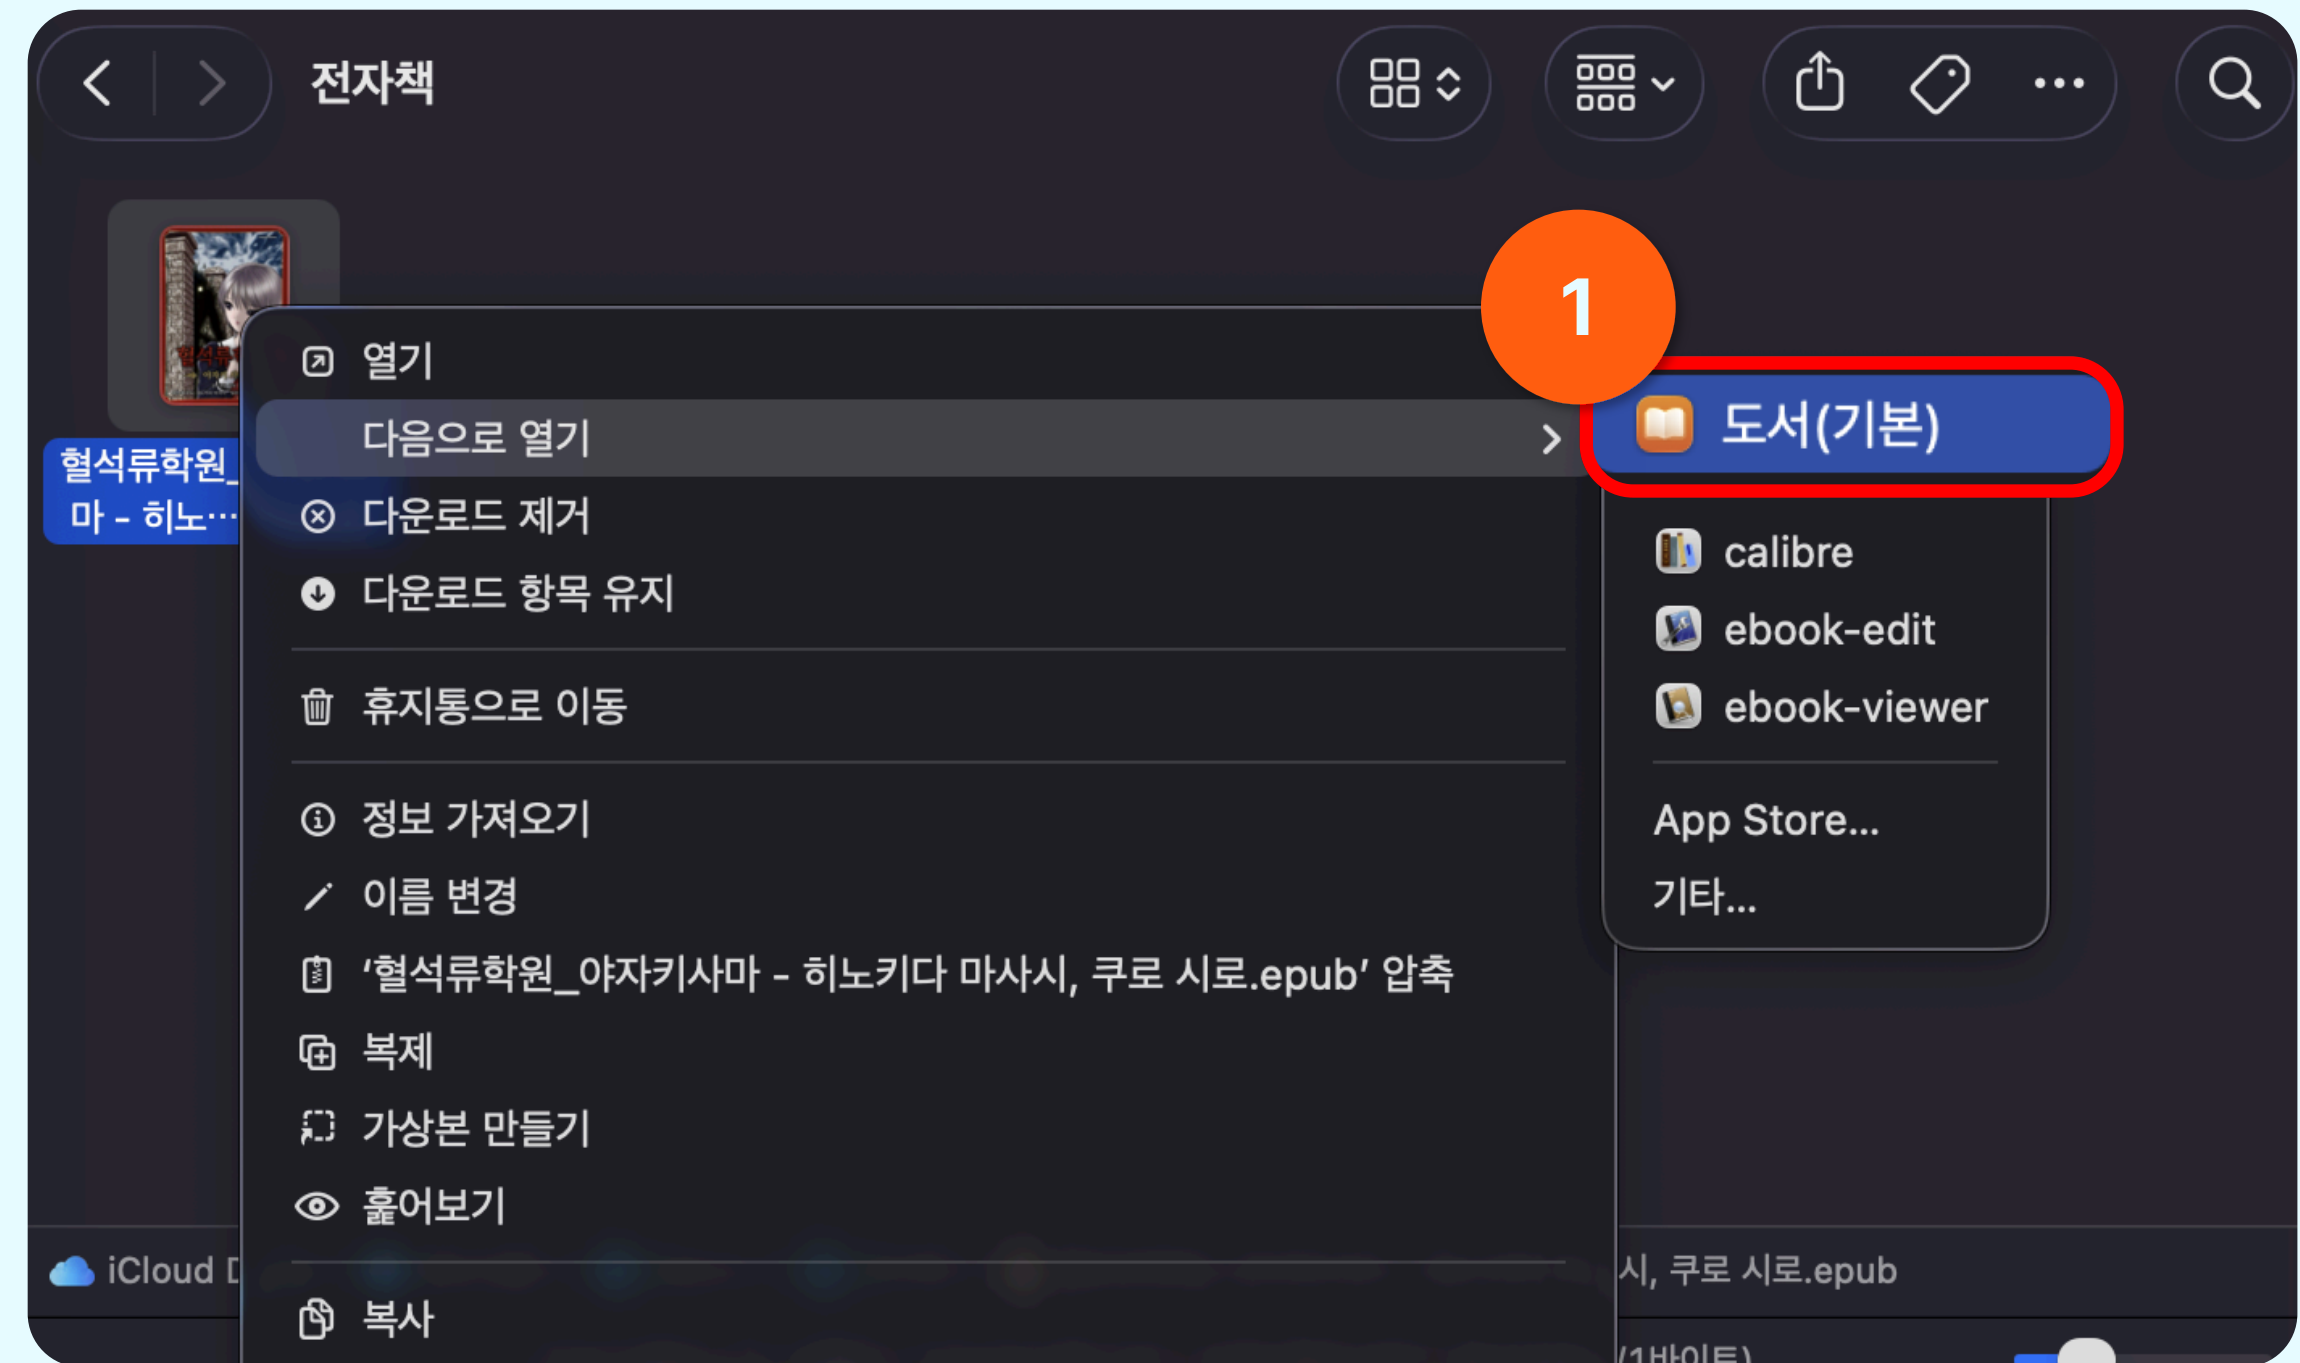 전자책
1
혈석류학원_
마 - 히노...
열기
다음으로 열기
다운로드 제거
다운로드 항목 유지
휴지통으로 이동
정보 가져오기
이름 변경
‘혈석류학원_야자키사마 - 히노키다 마사시, 쿠로 시로.epub’ 압축
복제
가상본 만들기
훑어보기
복사
도서(기본)
calibre
ebook-edit
ebook-viewer
App Store...
기타...
iCloud
시, 쿠로 시로.epub